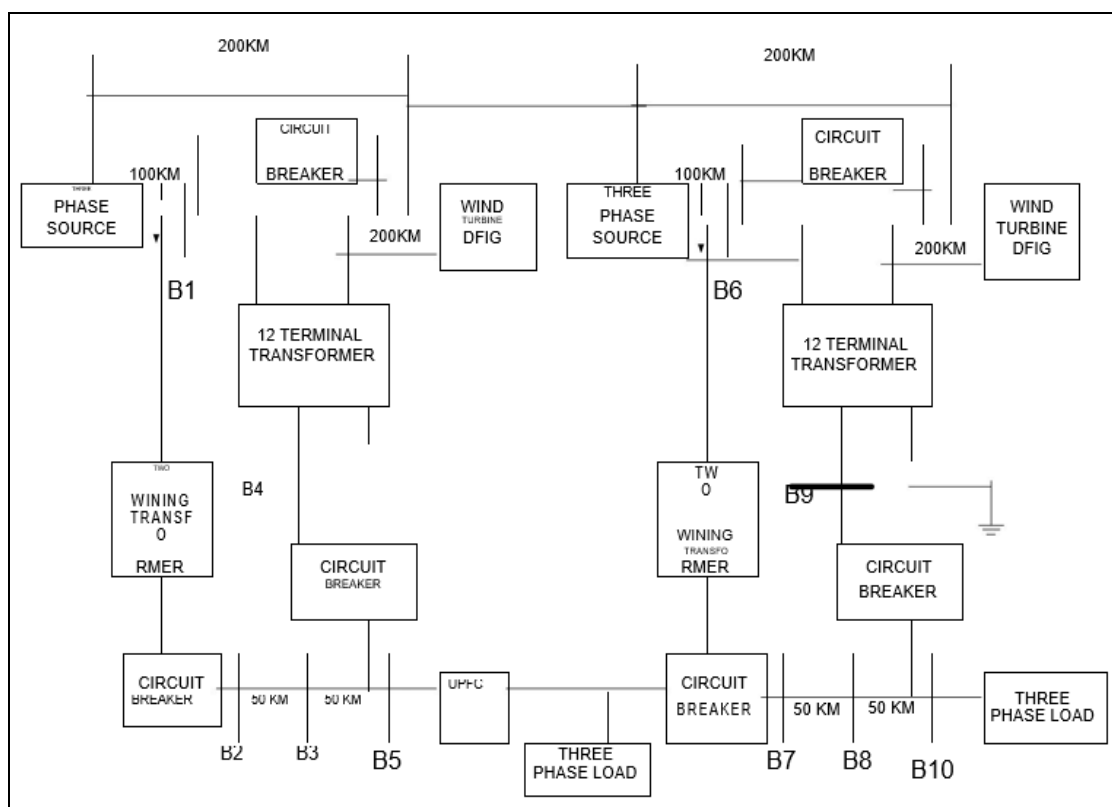 200KM
200KM
CIRCUIT
BREAKER
CIRCUIT
BREAKER
100KM
100KM
THREE
PHASE
SOURCE
THREE
PHASE
SOURCE
WIND
TURBINE
DFIG
WIND
TURBINE
DFIG
200KM
200KM
B1
B6
12 TERMINAL
TRANSFORMER
12 TERMINAL
TRANSFORMER
TWO
WINING
TRANSF
O
RMER
B4
TW
O
WINING
TRANSFO
RMER
B9
CIRCUIT
BREAKER
CIRCUIT
BREAKER
CIRCUIT
BREAKER
50 KM
50 KM
UPFC
CIRCUIT
BREAKER
50 KM
50 KM
THREE
PHASE LOAD
B2
B3
B5
THREE
PHASE LOAD
B7
B8
B10